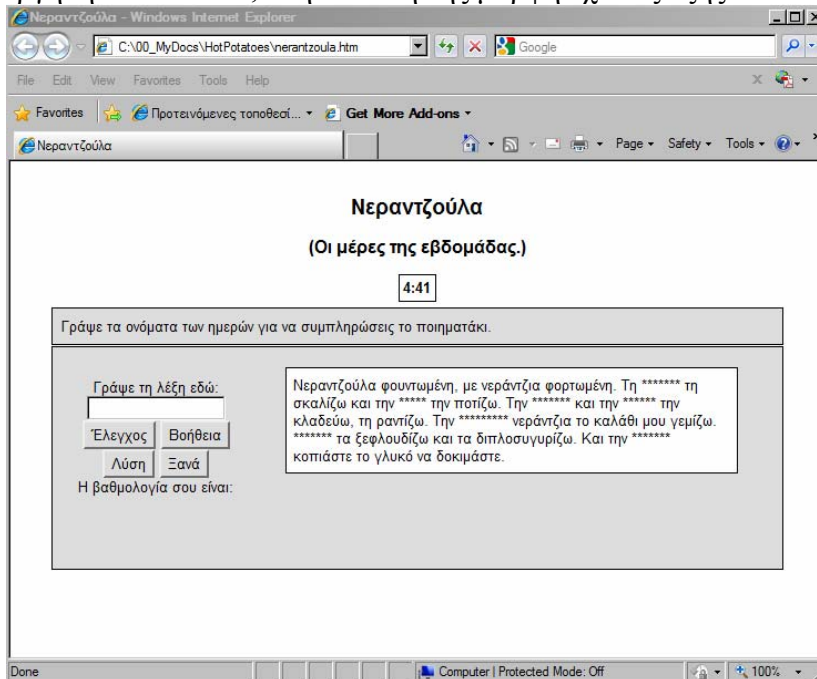 Νεραντζούλα - Windows Internet Explorer
C:\00_MyDocs\HotPotatoes\nerantzoula.htm
Google
File Edit View Favorites Tools Help
Favorites Προτεινόμενες τοποθεσί... Get More Add-ons
Νεραντζούλα Page Safety Tools
Νεραντζούλα
(Οι μέρες της εβδομάδας.)
4:41
Γράψε τα ονόματα των ημερών για να συμπληρώσεις το ποιηματάκι.
Γράψε τη λέξη εδώ:
Έλεγχος Βοήθεια
Λύση Ξανά
Η βαθμολογία σου είναι:
Νεραντζούλα φουντωμένη, με νεράντζια φορτωμένη. Τη ******* τη
σκαλίζω και την ***** την ποτίζω. Την ******* και την ****** την
κλαδεύω, τη ραντίζω. Την ********* νεράντζια το καλάθι μου γεμίζω.
******* τα ξεφλουδίζω και τα διπλοσυγυρίζω. Και την *******
κοπιάστε το γλυκό να δοκιμάστε.
Done Computer | Protected Mode: Off 100%